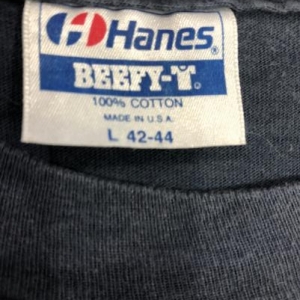 Hanes®
BEEFY-T®
100% COTTON
MADE IN U.S.A.
L 42-44